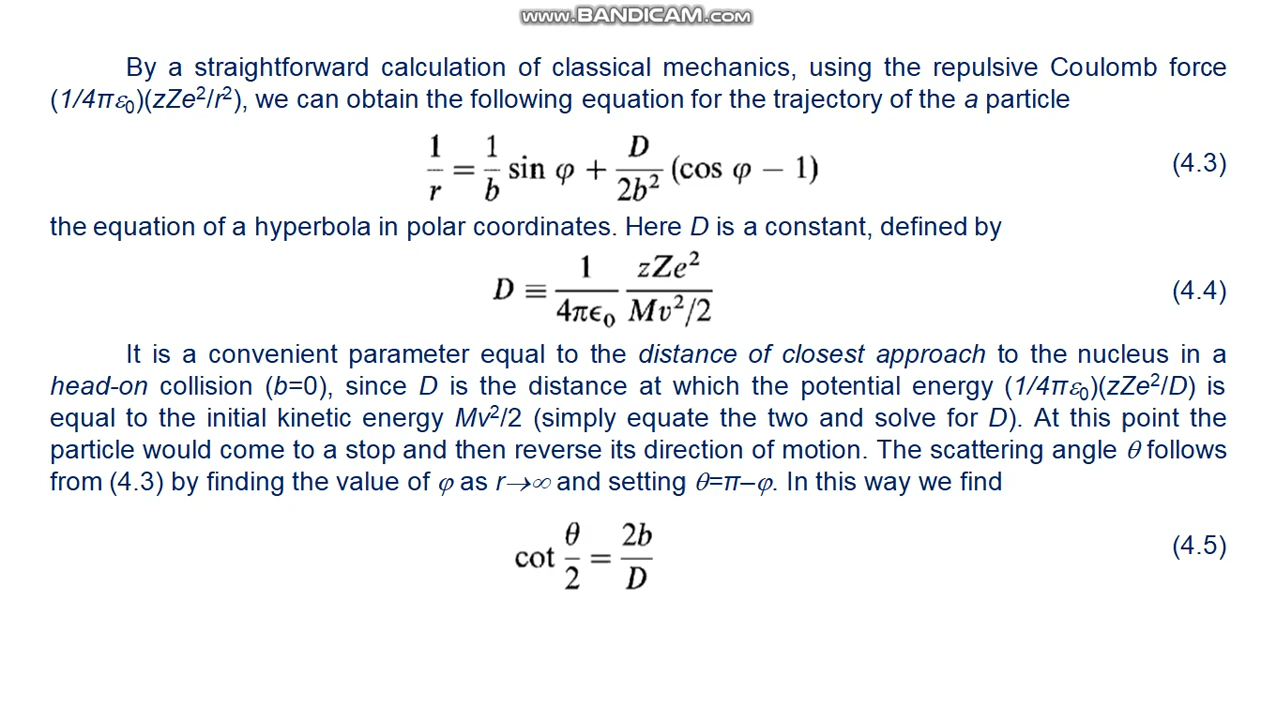 www.BANDICAM.com
By a straightforward calculation of classical mechanics, using the repulsive Coulomb force
(1/4πε₀)(zZe²/r²), we can obtain the following equation for the trajectory of the a particle
1/r = 1/b sin φ + D/2b² (cos φ − 1) (4.3)
the equation of a hyperbola in polar coordinates. Here D is a constant, defined by
D ≡ 1/4πϵ₀ zZe²/Mv²/2 (4.4)
It is a convenient parameter equal to the distance of closest approach to the nucleus in a
head-on collision (b=0), since D is the distance at which the potential energy (1/4πε₀)(zZe²/D) is
equal to the initial kinetic energy Mv²/2 (simply equate the two and solve for D). At this point the
particle would come to a stop and then reverse its direction of motion. The scattering angle θ follows
from (4.3) by finding the value of φ as r→∞ and setting θ=π–φ. In this way we find
cot θ/2 = 2b/D (4.5)